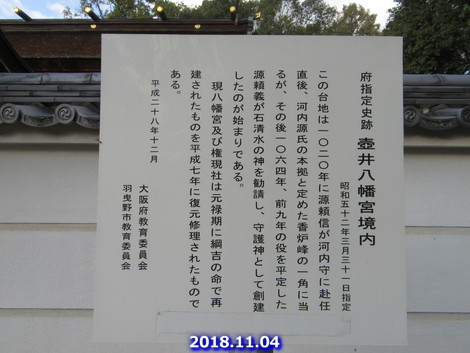 府指定史跡 壺井八幡宮境内
昭和五十二年三月三十一日指定
この台地は一〇二〇年に源頼信が河内守に赴任
直後、河内源氏の本拠と定めた香炉峰の一角に当
るが、その後一〇六四年、前九年の役を平定した
源頼義が石清水の神を勧請し、守護神として創建
したのが始まりである。
現八幡宮及び権現社は元禄期に綱吉の命で再
建されたものを平成七年に復元修理されたもので
ある。
平成二十八年十二月
大阪府教育委員会
羽曳野市教育委員会
2018.11.04